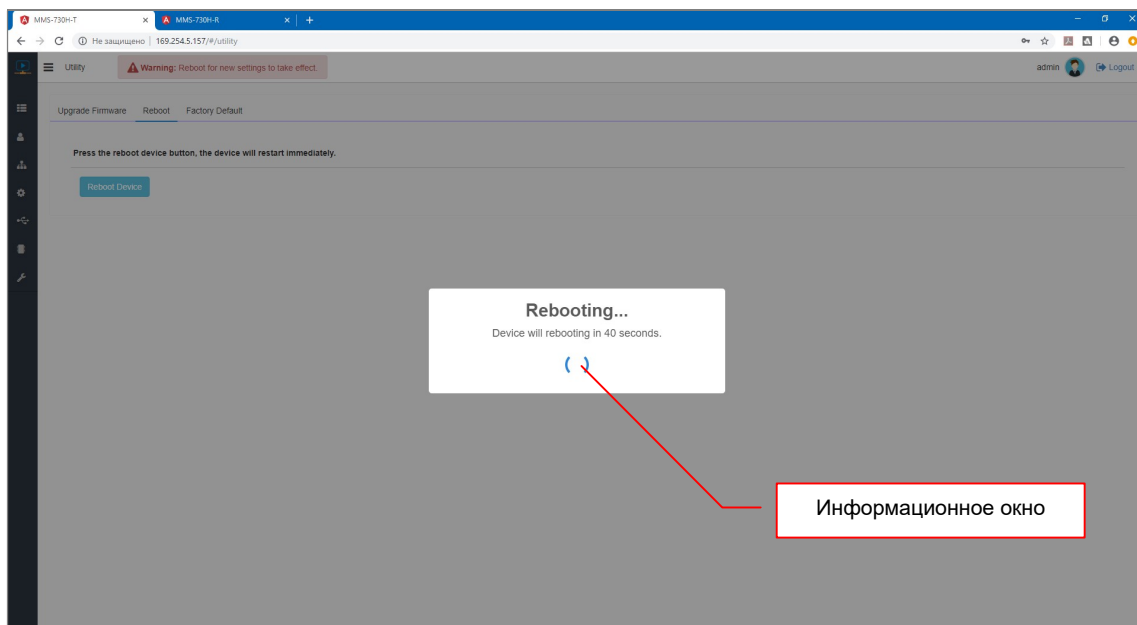 MMS-730H-T
MMS-730H-R
Не защищено | 169.254.5.157/#/utility
Utility
Warning: Reboot for new settings to take effect.
admin
Logout
Upgrade Firmware
Reboot
Factory Default
Press the reboot device button, the device will restart immediately.
Reboot Device
Rebooting...
Device will rebooting in 40 seconds.
Информационное окно